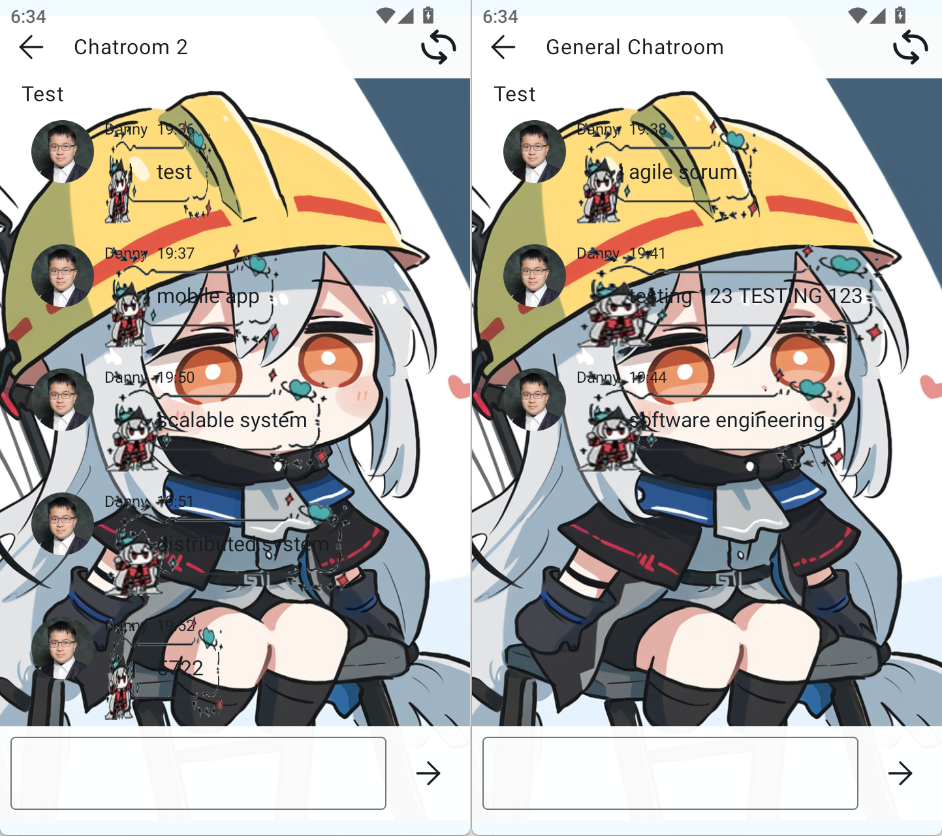 6:34
Chatroom 2
Test
Danny 19:36
test
Danny 19:37
mobile app
Danny 19:50
scalable system
Danny 19:51
distributed system
Danny 19:52
5722
6:34
General Chatroom
Test
Danny 19:38
agile scrum
Danny 19:41
testing 123 TESTING 123
Danny 19:44
software engineering